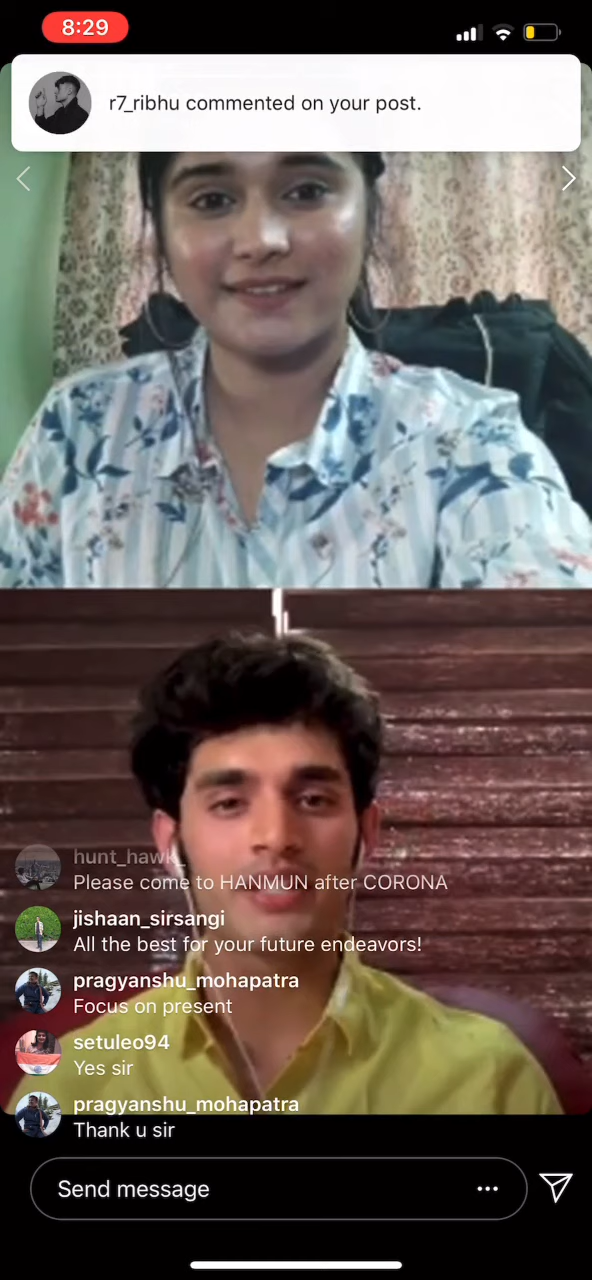 8:29
r7_ribhu commented on your post.
hunt_hawk_
Please come to HANMUN after CORONA
jishaan_sirsangi
All the best for your future endeavors!
pragyanshu_mohapatra
Focus on present
setuleo94
Yes sir
pragyanshu_mohapatra
Thank u sir
Send message